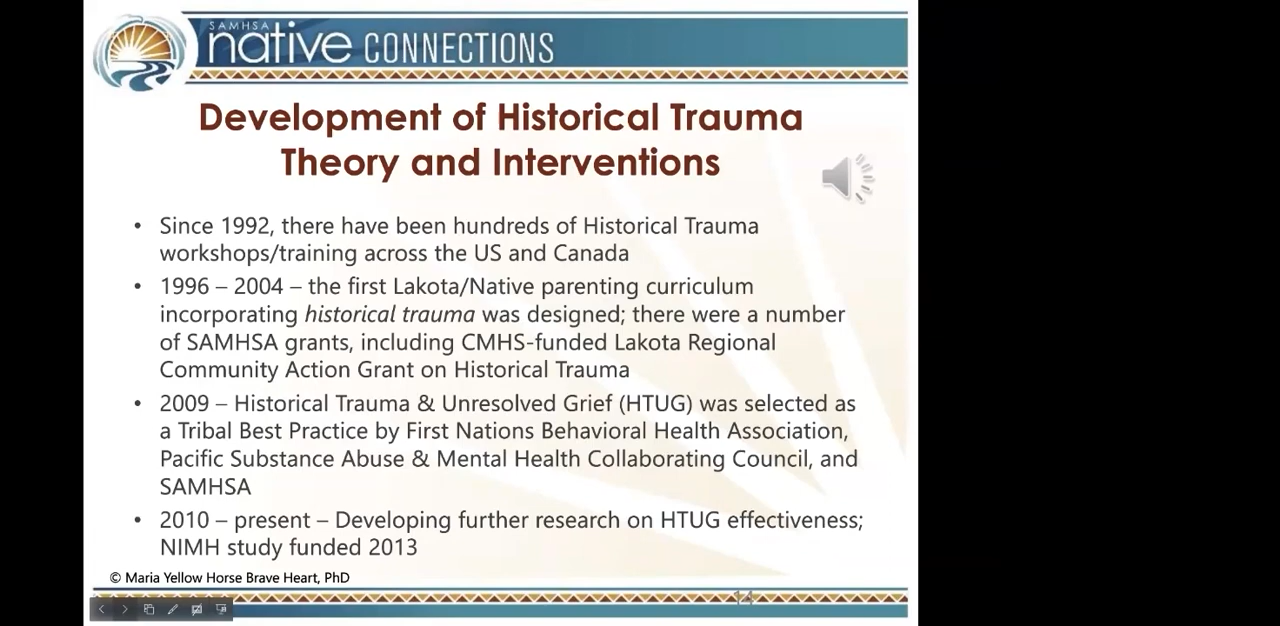 SAMHSA
native CONNECTIONS
Development of Historical Trauma
Theory and Interventions
• Since 1992, there have been hundreds of Historical Trauma
workshops/training across the US and Canada
• 1996 – 2004 – the first Lakota/Native parenting curriculum
incorporating historical trauma was designed; there were a number
of SAMHSA grants, including CMHS-funded Lakota Regional
Community Action Grant on Historical Trauma
• 2009 – Historical Trauma & Unresolved Grief (HTUG) was selected as
a Tribal Best Practice by First Nations Behavioral Health Association,
Pacific Substance Abuse & Mental Health Collaborating Council, and
SAMHSA
• 2010 – present – Developing further research on HTUG effectiveness;
NIMH study funded 2013
© Maria Yellow Horse Brave Heart, PhD
14